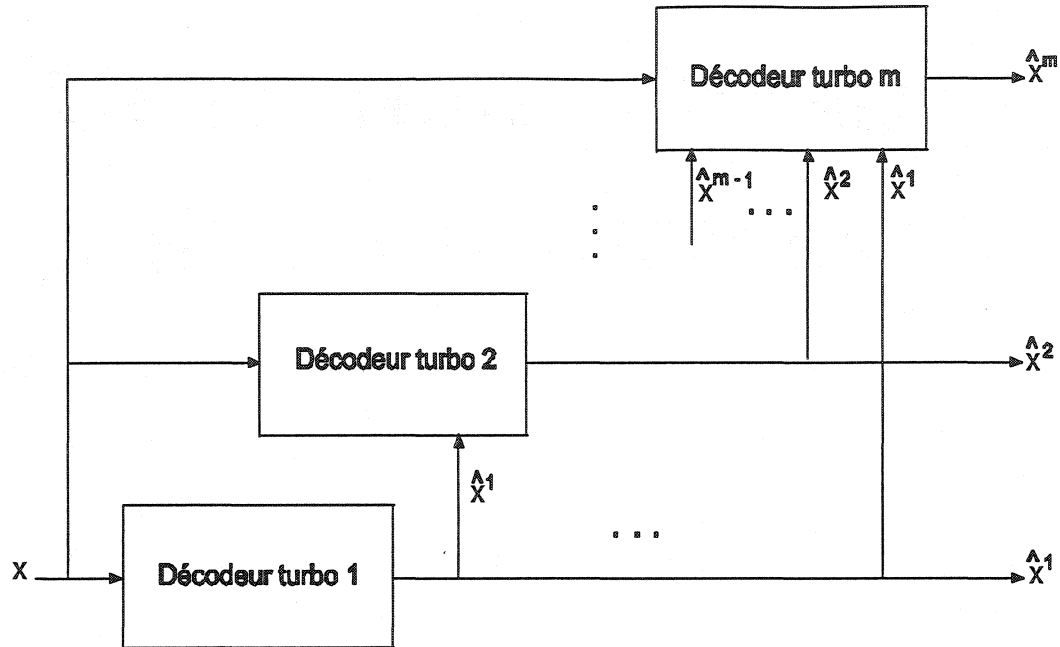 Décodeur turbo m
X̂^m
X̂^m-1
. . .
X̂^2
X̂^1
Décodeur turbo 2
X̂^2
X̂^1
. . .
X
Décodeur turbo 1
X̂^1